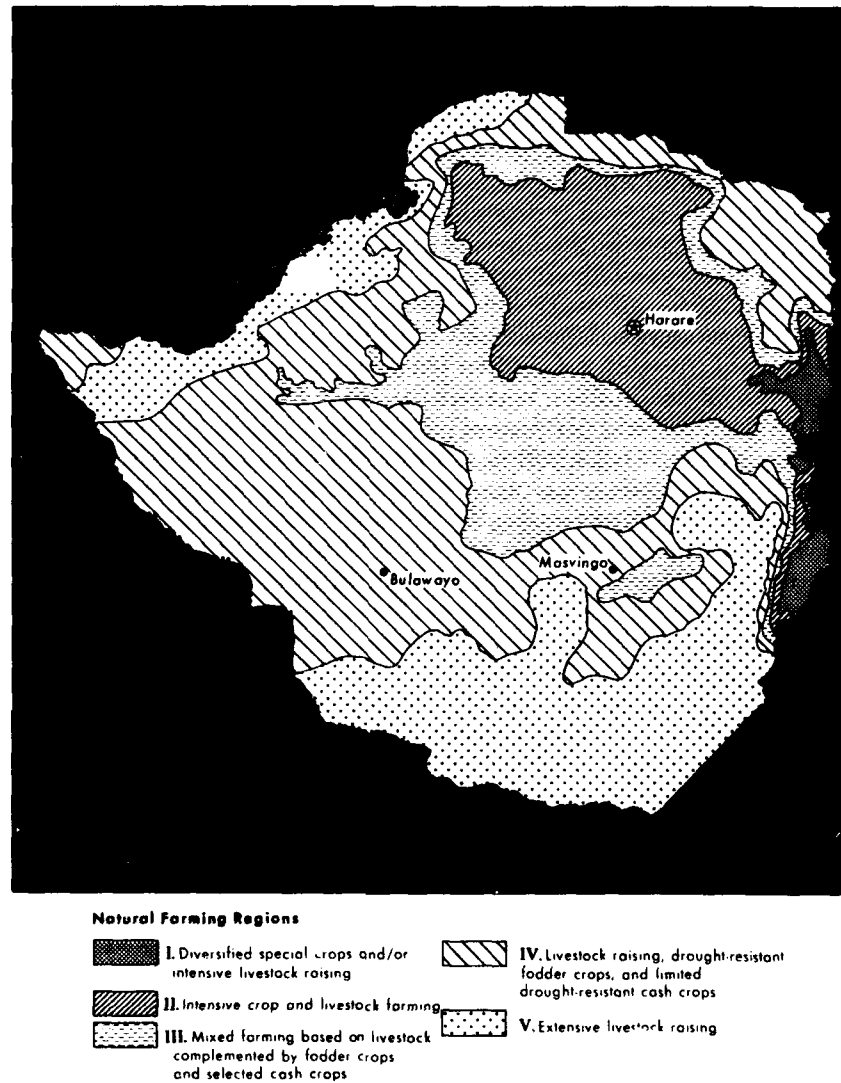 Harare
Bulawayo
Masvingo
Natural Farming Regions
I. Diversified special crops and/or
intensive livestock raising
II. Intensive crop and livestock farming
III. Mixed farming based on livestock
complemented by fodder crops
and selected cash crops
IV. Livestock raising, drought-resistant
fodder crops, and limited
drought-resistant cash crops
V. Extensive livestock raising